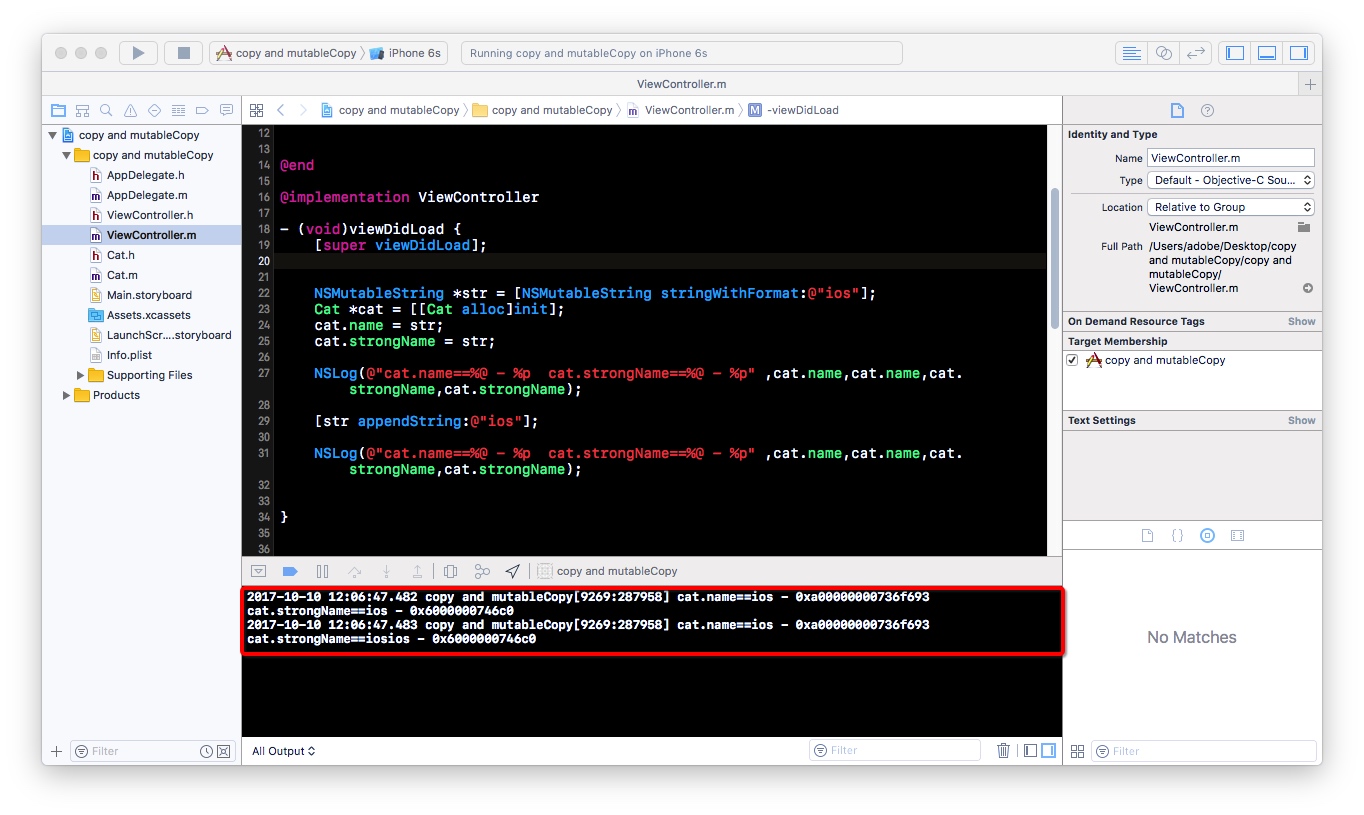 copy and mutableCopy
iPhone 6s
Running copy and mutableCopy on iPhone 6s
ViewController.m
copy and mutableCopy
copy and mutableCopy
AppDelegate.h
AppDelegate.m
ViewController.h
ViewController.m
Cat.h
Cat.m
Main.storyboard
Assets.xcassets
LaunchScr....storyboard
Info.plist
Supporting Files
Products
Filter
copy and mutableCopy
copy and mutableCopy
ViewController.m
M
-viewDidLoad
12
13
14 @end
15
16 @implementation ViewController
17
18 - (void)viewDidLoad {
19 [super viewDidLoad];
20
21
22 NSMutableString *str = [NSMutableString stringWithFormat:@"ios"];
23 Cat *cat = [[Cat alloc]init];
24 cat.name = str;
25 cat.strongName = str;
26
27 NSLog(@"cat.name==%@ - %p  cat.strongName==%@ - %p" ,cat.name,cat.name,cat.
strongName,cat.strongName);
28
29 [str appendString:@"ios"];
30
31 NSLog(@"cat.name==%@ - %p  cat.strongName==%@ - %p" ,cat.name,cat.name,cat.
strongName,cat.strongName);
32
33
34 }
35
36
copy and mutableCopy
2017-10-10 12:06:47.482 copy and mutableCopy[9269:287958] cat.name==ios - 0xa00000000736f693
cat.strongName==ios - 0x6000000746c0
2017-10-10 12:06:47.483 copy and mutableCopy[9269:287958] cat.name==ios - 0xa00000000736f693
cat.strongName==iosios - 0x6000000746c0
All Output
Filter
Identity and Type
Name ViewController.m
Type Default - Objective-C Sou...
Location Relative to Group
ViewController.m
Full Path /Users/adobe/Desktop/copy
and mutableCopy/copy and
mutableCopy/
ViewController.m
On Demand Resource Tags Show
Target Membership
copy and mutableCopy
Text Settings Show
No Matches
Filter